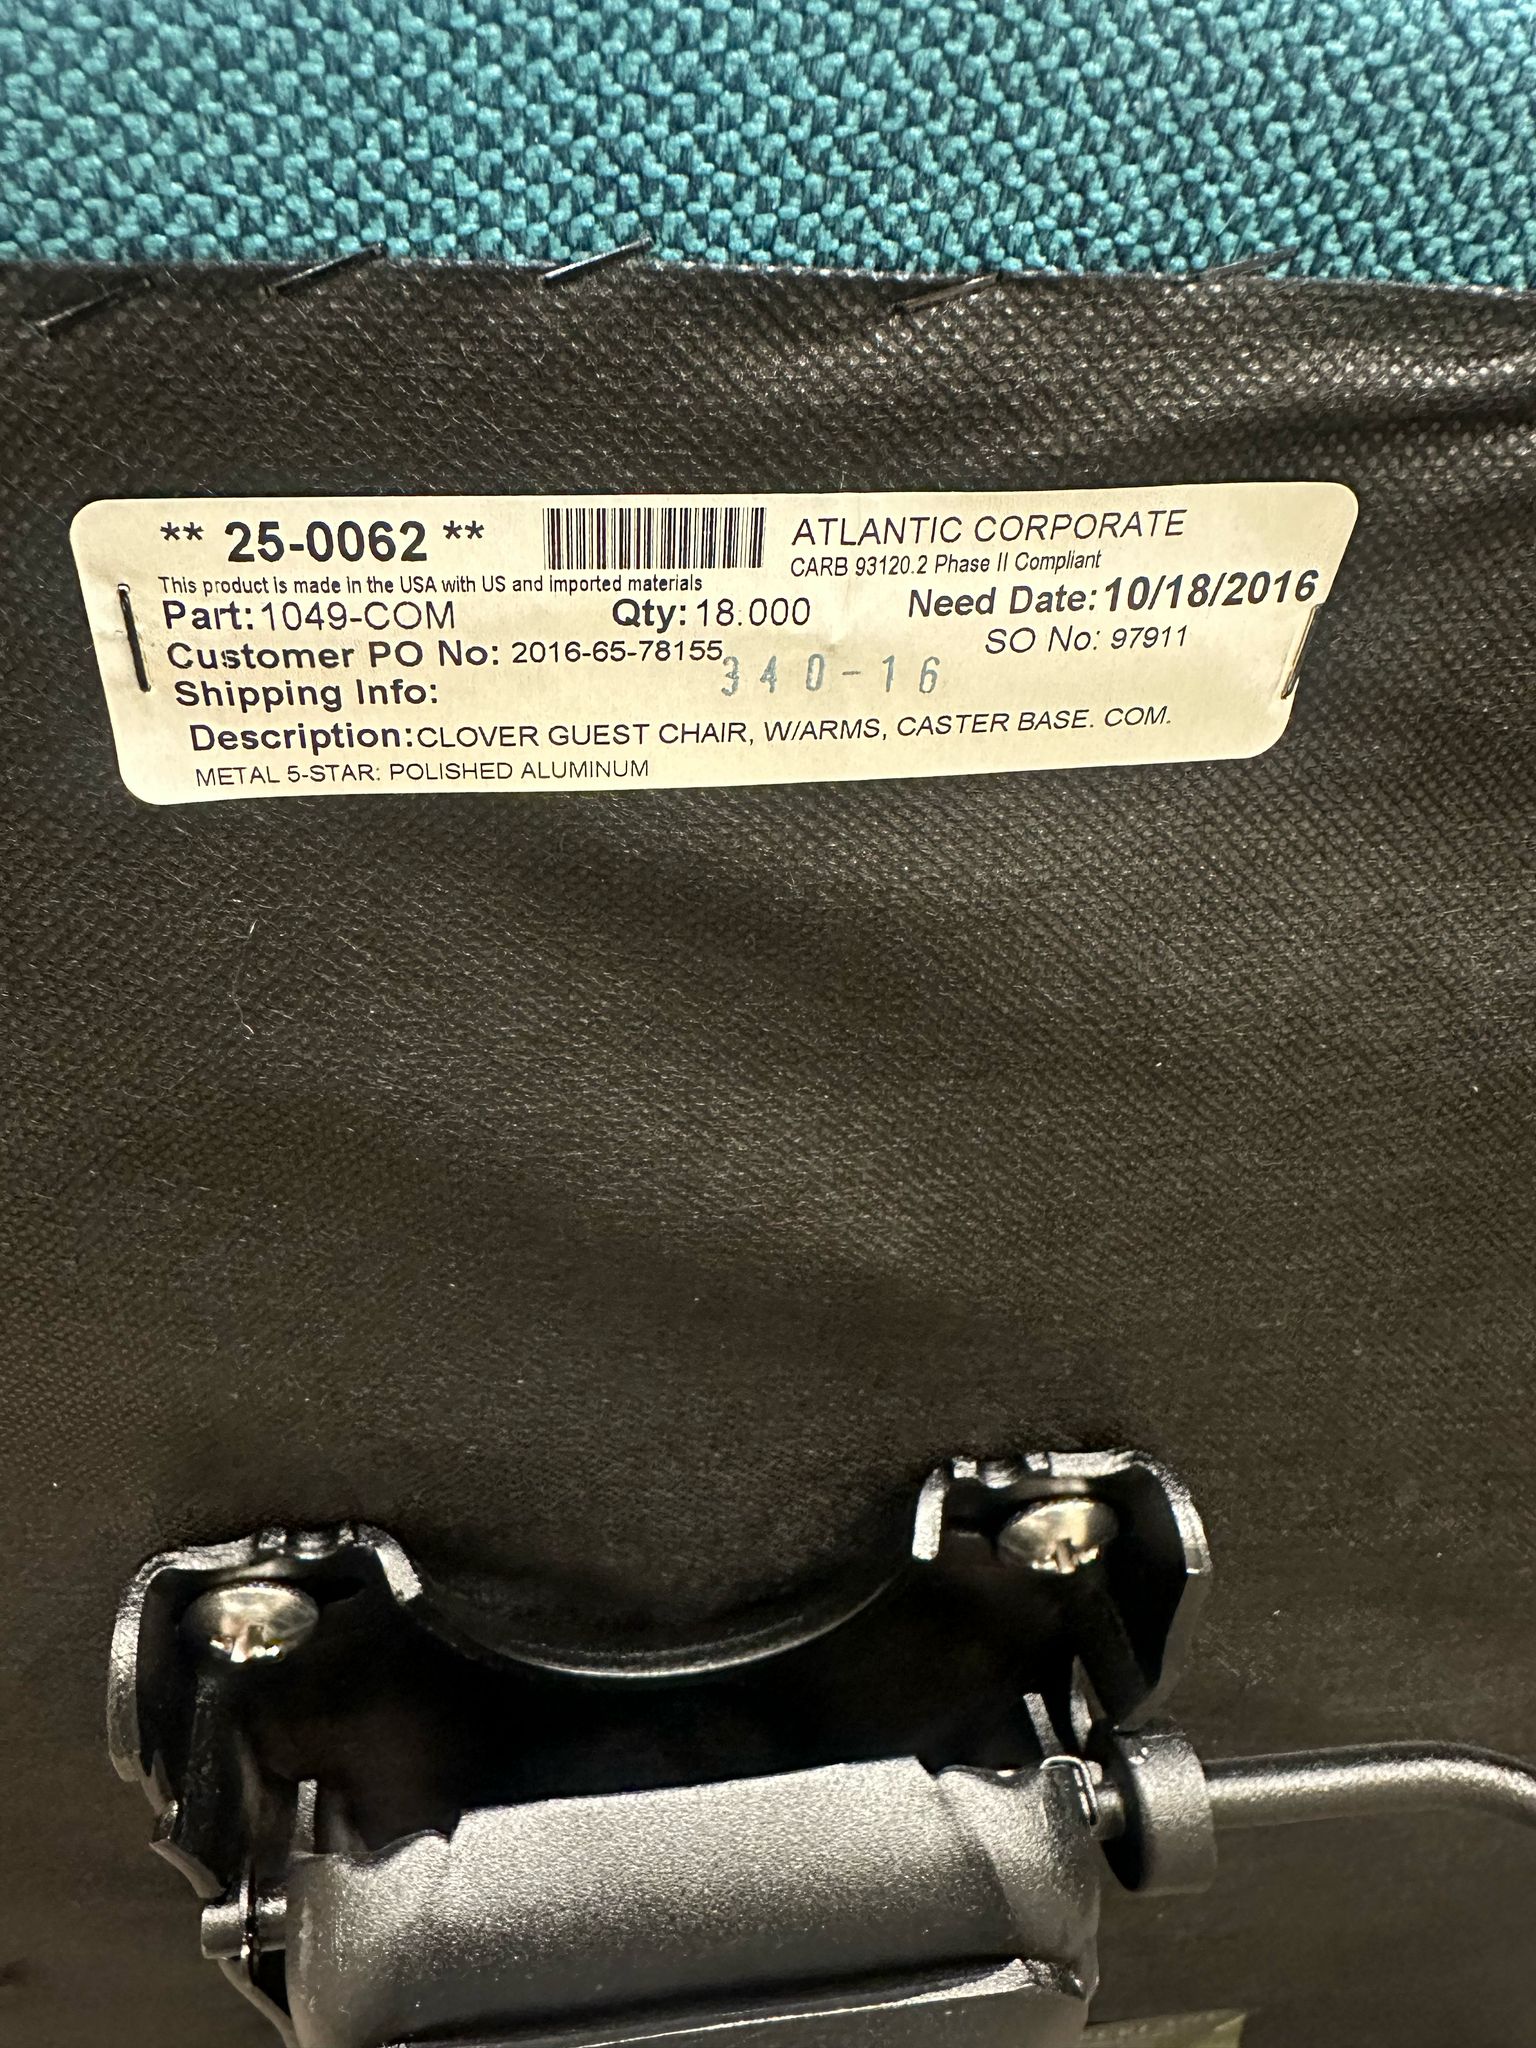 ** 25-0062 **
ATLANTIC CORPORATE
CARB 93120.2 Phase II Compliant
This product is made in the USA with US and imported materials
Part:1049-COM Qty:18.000 Need Date:10/18/2016
Customer PO No: 2016-65-78155 SO No: 97911
340-16
Shipping Info:
Description:CLOVER GUEST CHAIR, W/ARMS, CASTER BASE. COM.
METAL 5-STAR: POLISHED ALUMINUM